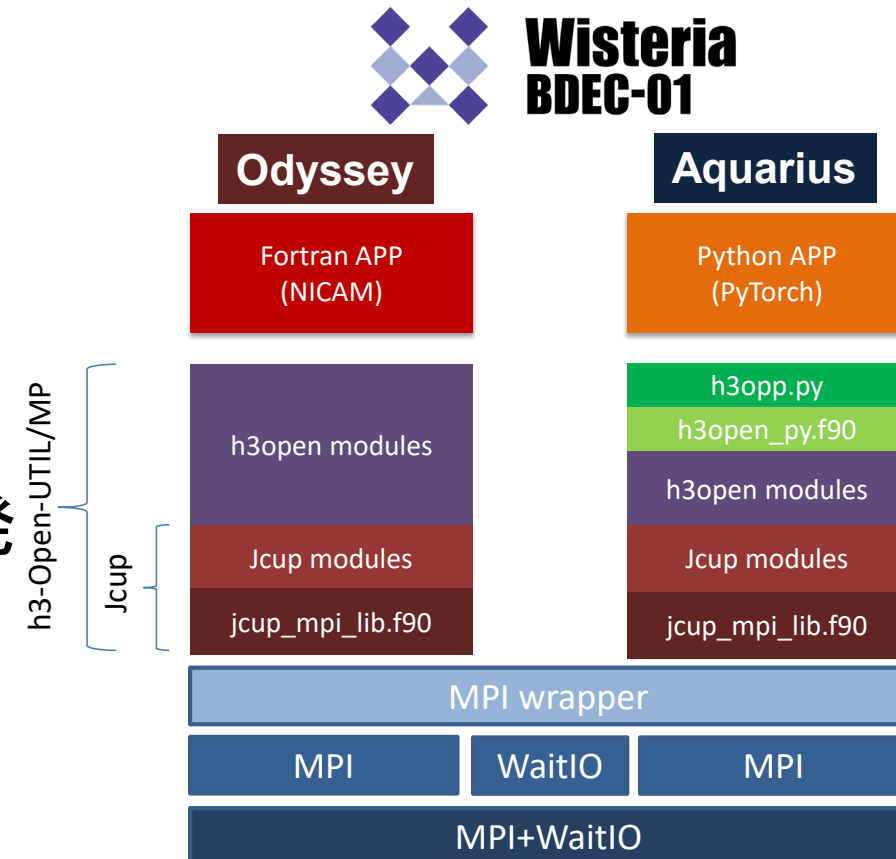 Wisteria
BDEC-01
Odyssey
Aquarius
Fortran APP
(NICAM)
Python APP
(PyTorch)
h3-Open-UTIL/MP
Jcup
h3open modules
Jcup modules
jcup_mpi_lib.f90
h3opp.py
h3open_py.f90
h3open modules
Jcup modules
jcup_mpi_lib.f90
MPI wrapper
MPI
WaitIO
MPI
MPI+WaitIO